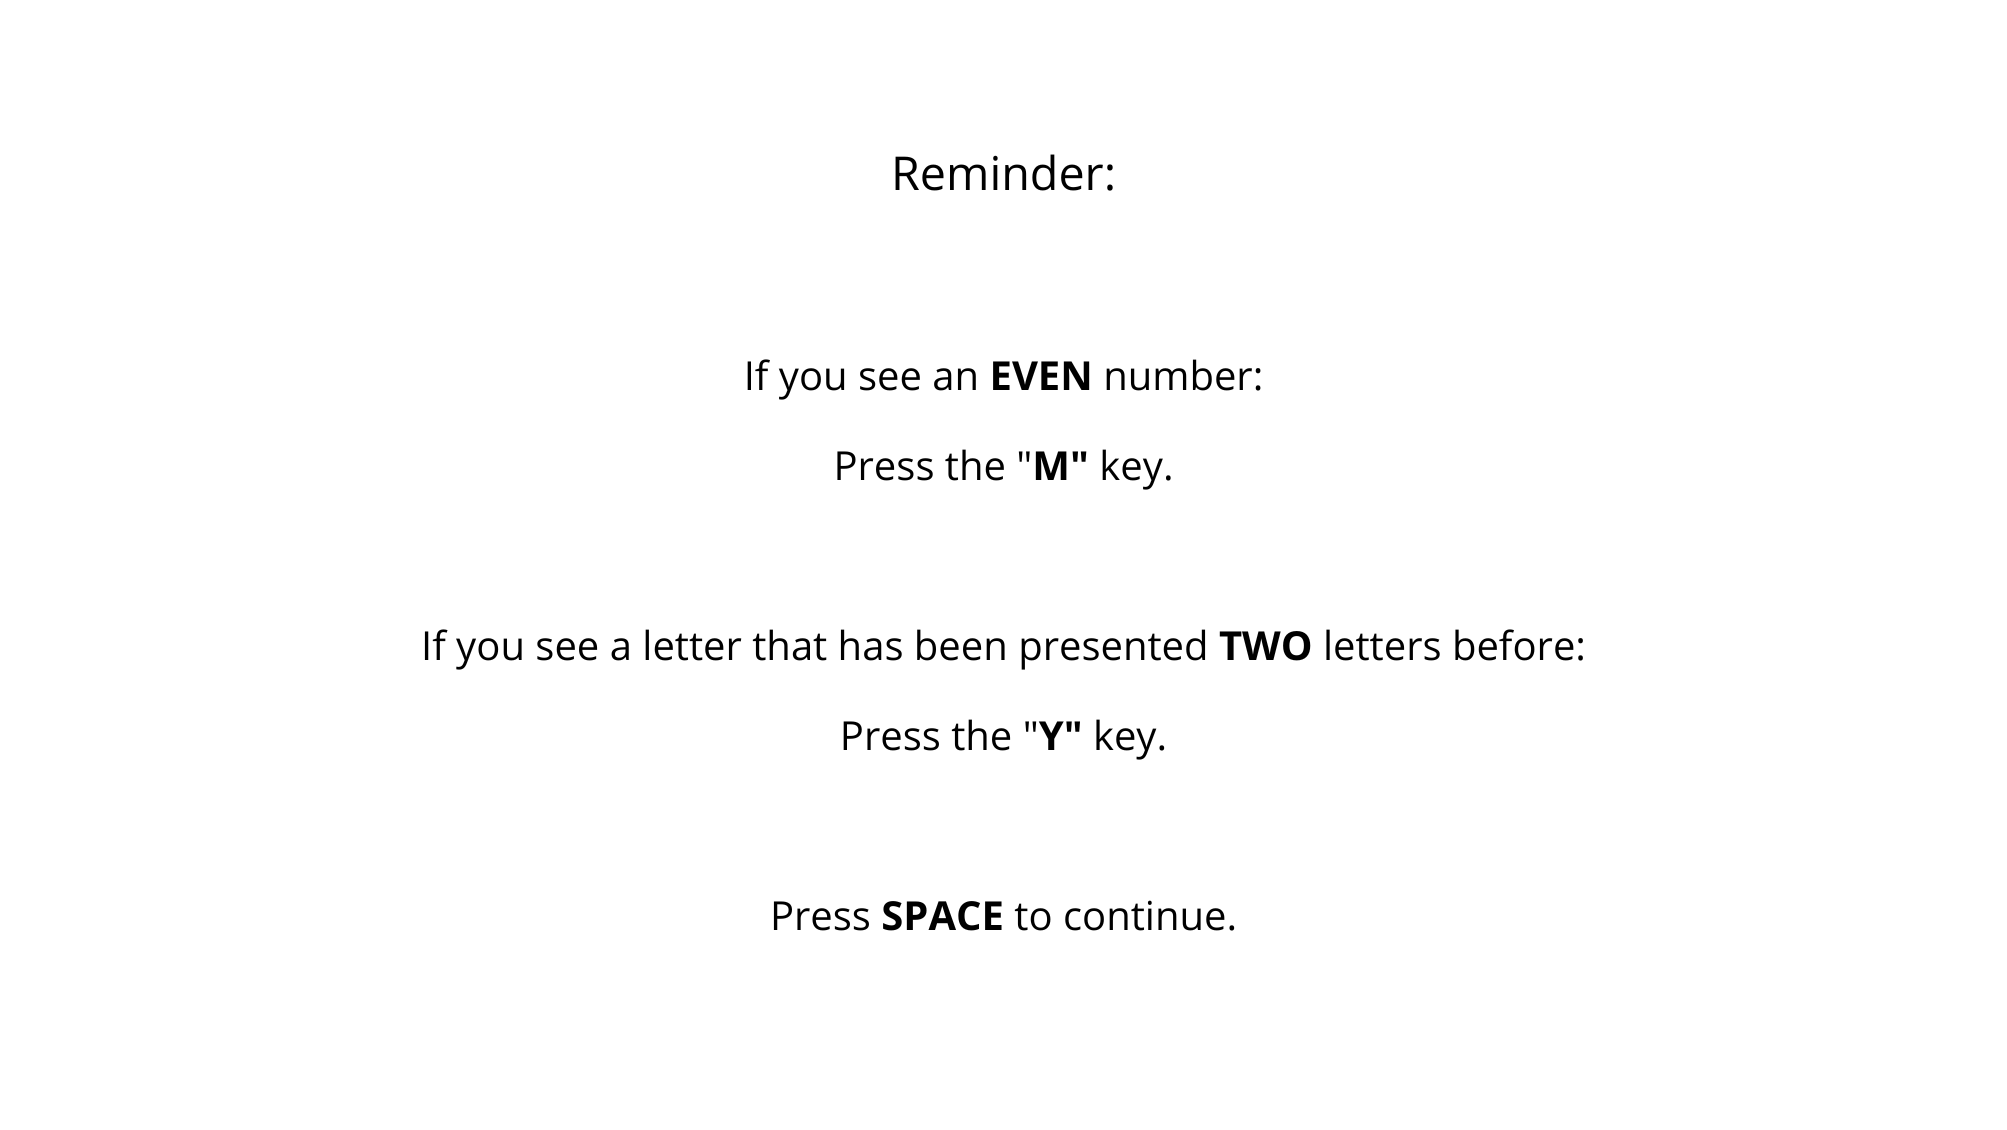 Reminder:
If you see an EVEN number:
Press the "M" key.
If you see a letter that has been presented TWO letters before:
Press the "Y" key.
Press SPACE to continue.